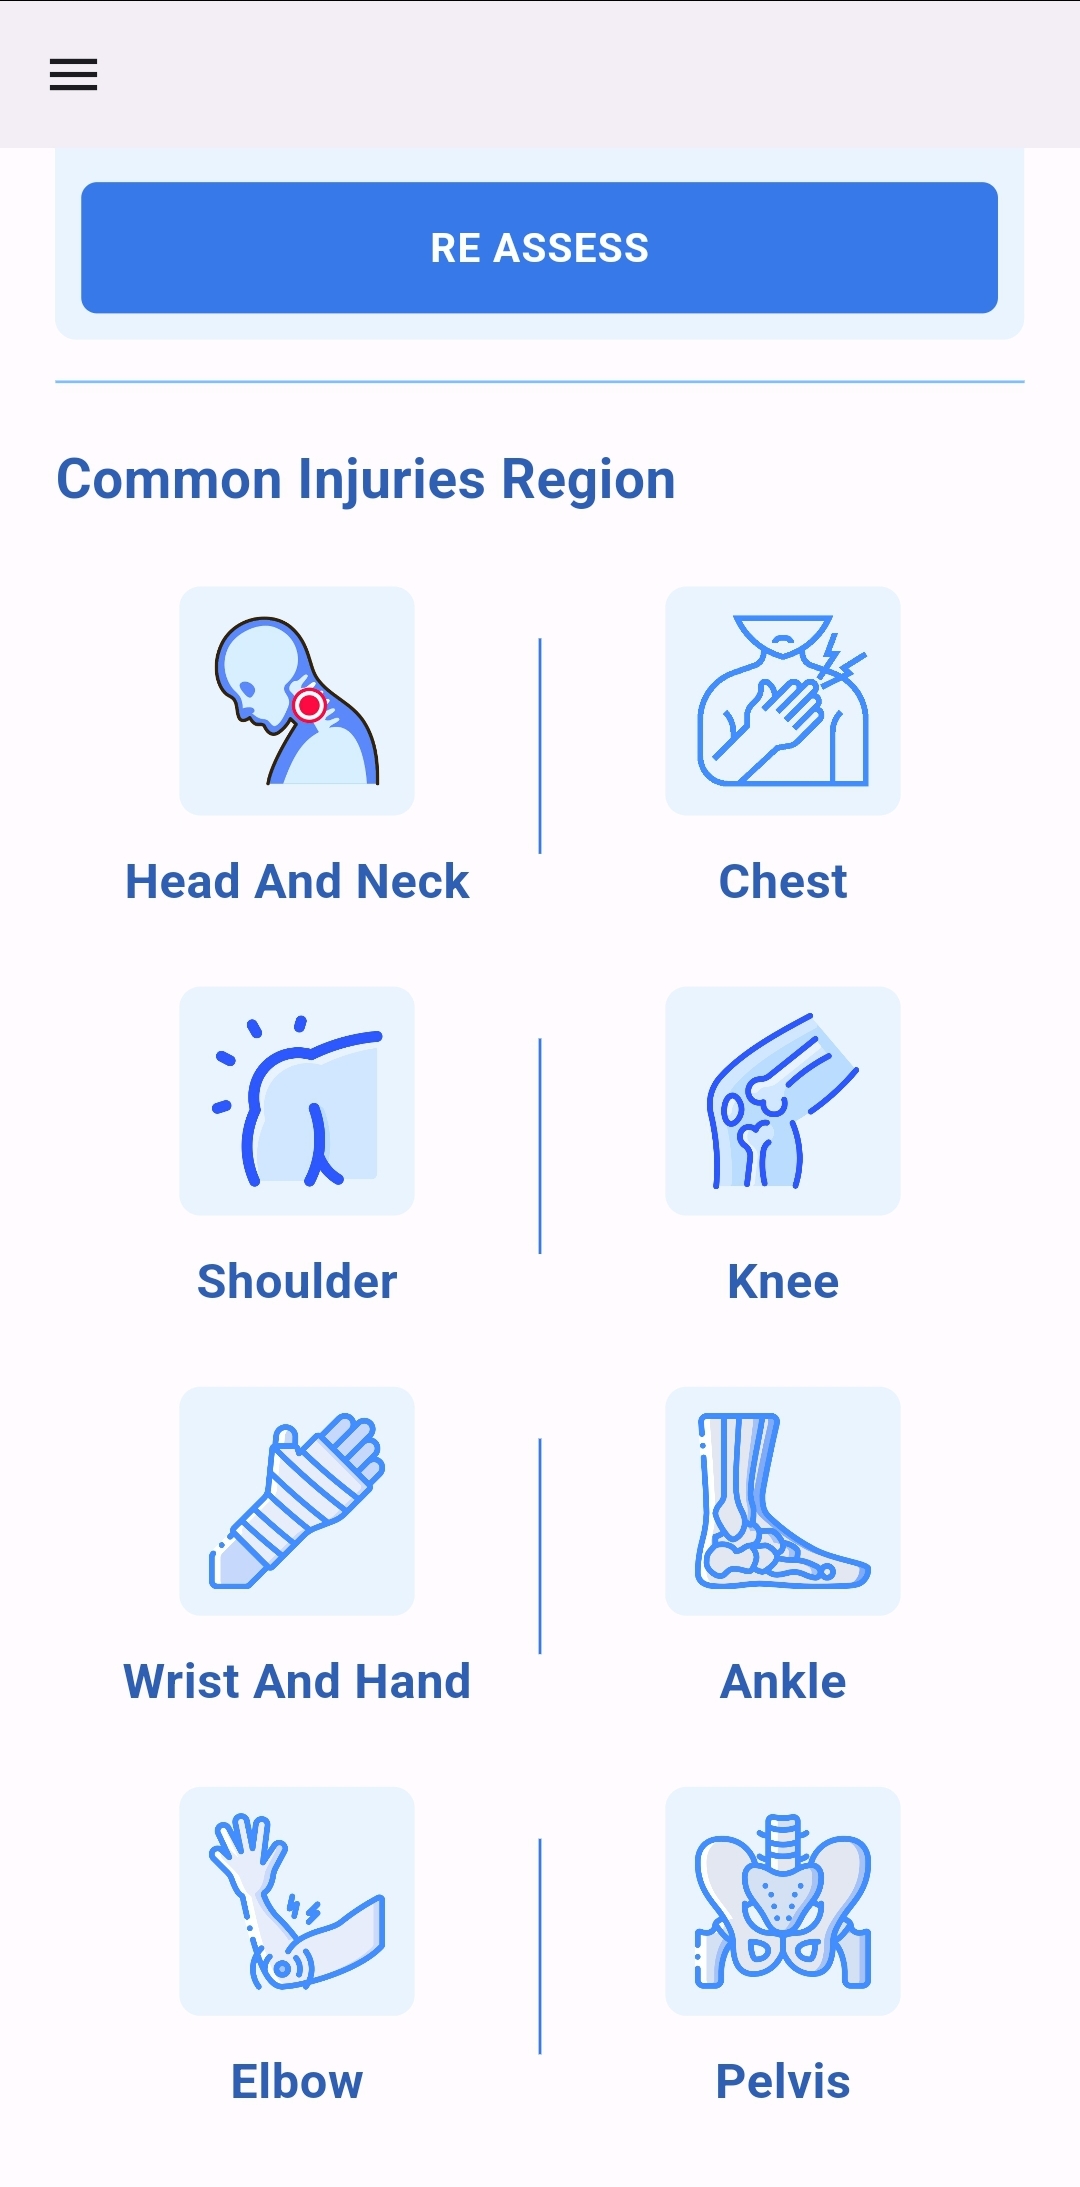 RE ASSESS
Common Injuries Region
Head And Neck
Chest
Shoulder
Knee
Wrist And Hand
Ankle
Elbow
Pelvis